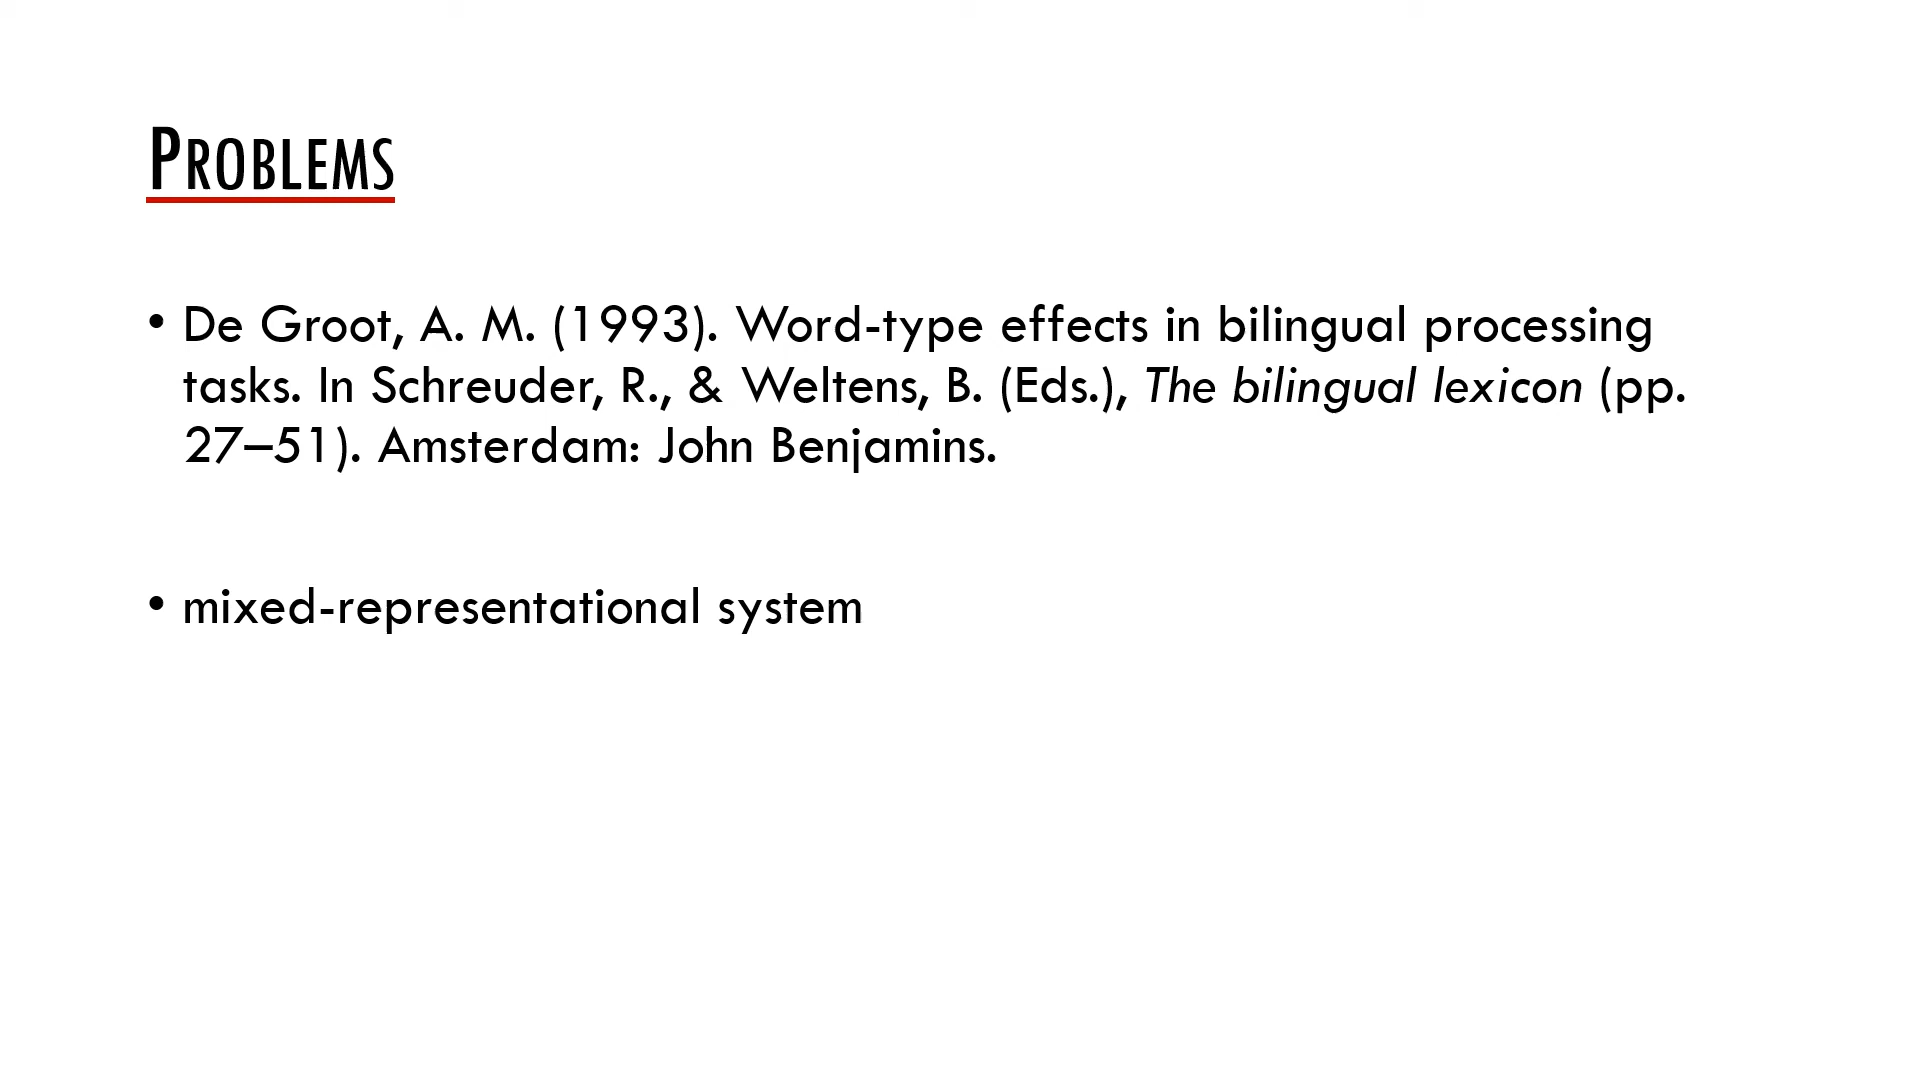 PROBLEMS
• De Groot, A. M. (1993). Word-type effects in bilingual processing
tasks. In Schreuder, R., & Weltens, B. (Eds.), The bilingual lexicon (pp.
27–51). Amsterdam: John Benjamins.
• mixed-representational system